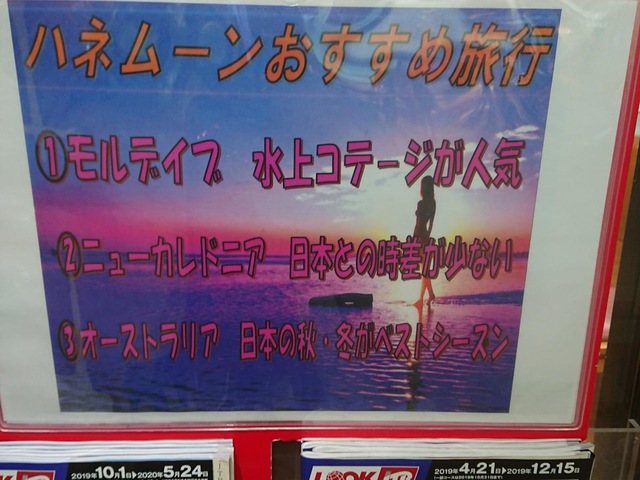 ハネムーンおすすめ旅行
①モルディブ 水上コテージが人気
②ニューカレドニア 日本との時差が少ない
③オーストラリア 日本の秋・冬がベストシーズン
2019年10月1日▶2020年5月24日
LOOK 2019年4月21日▶2019年12月15日